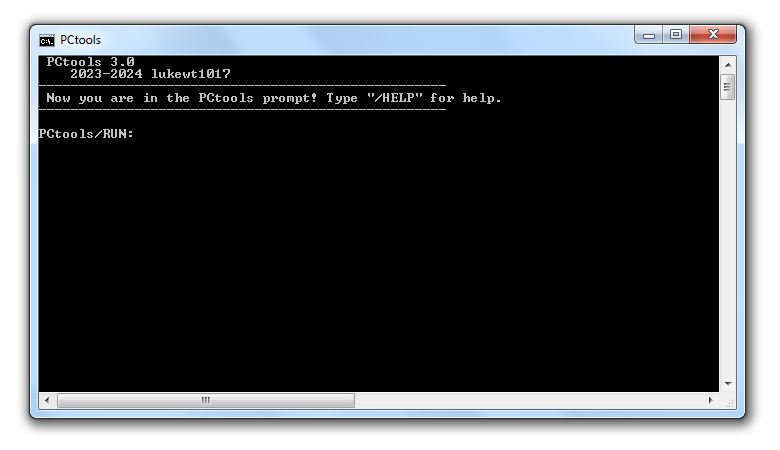 PCtools
PCtools 3.0
2023-2024 lukewt1017
---------------------------------------------------
Now you are in the PCtools prompt! Type "/HELP" for help.
---------------------------------------------------
PCtools/RUN: